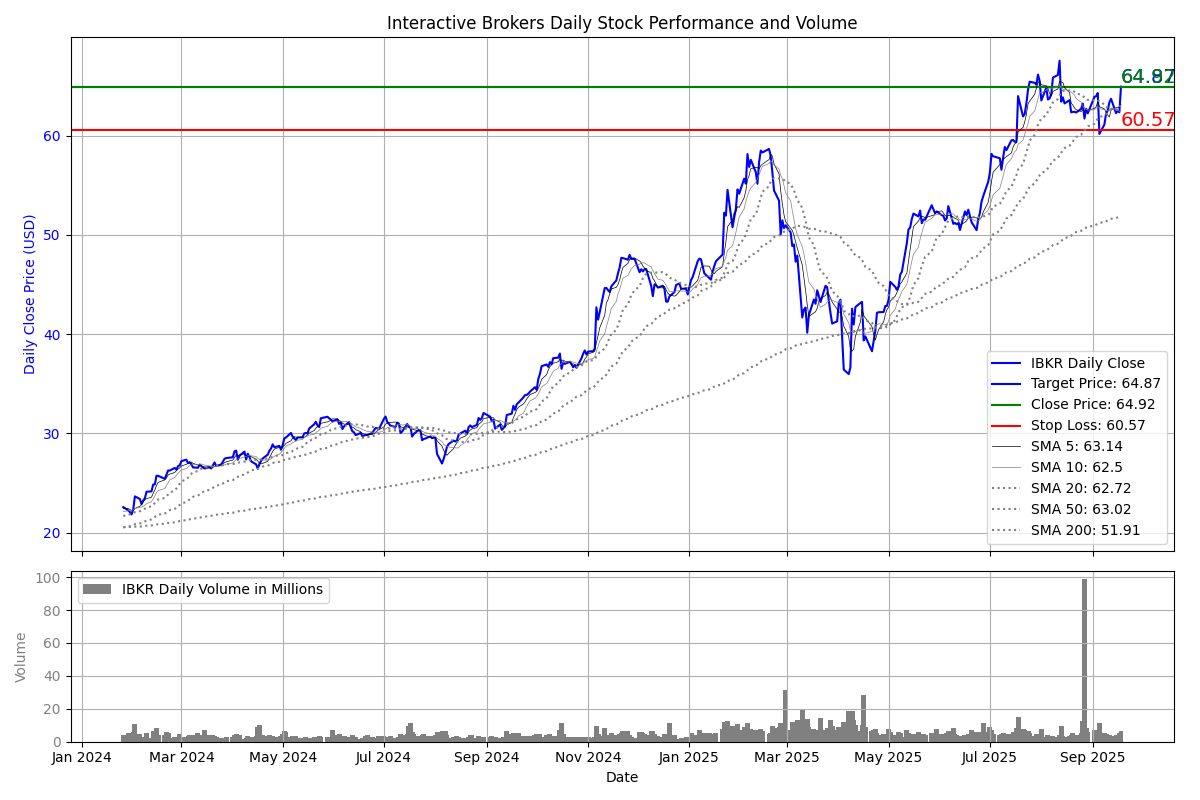 Interactive Brokers Daily Stock Performance and Volume
Daily Close Price (USD)
60
50
40
30
20
64.92
60.57
IBKR Daily Close
Target Price: 64.87
Close Price: 64.92
Stop Loss: 60.57
SMA 5: 63.14
SMA 10: 62.5
SMA 20: 62.72
SMA 50: 63.02
SMA 200: 51.91
Volume
100
80
60
40
20
0
IBKR Daily Volume in Millions
Jan 2024
Mar 2024
May 2024
Jul 2024
Sep 2024
Nov 2024
Jan 2025
Mar 2025
May 2025
Jul 2025
Sep 2025
Date